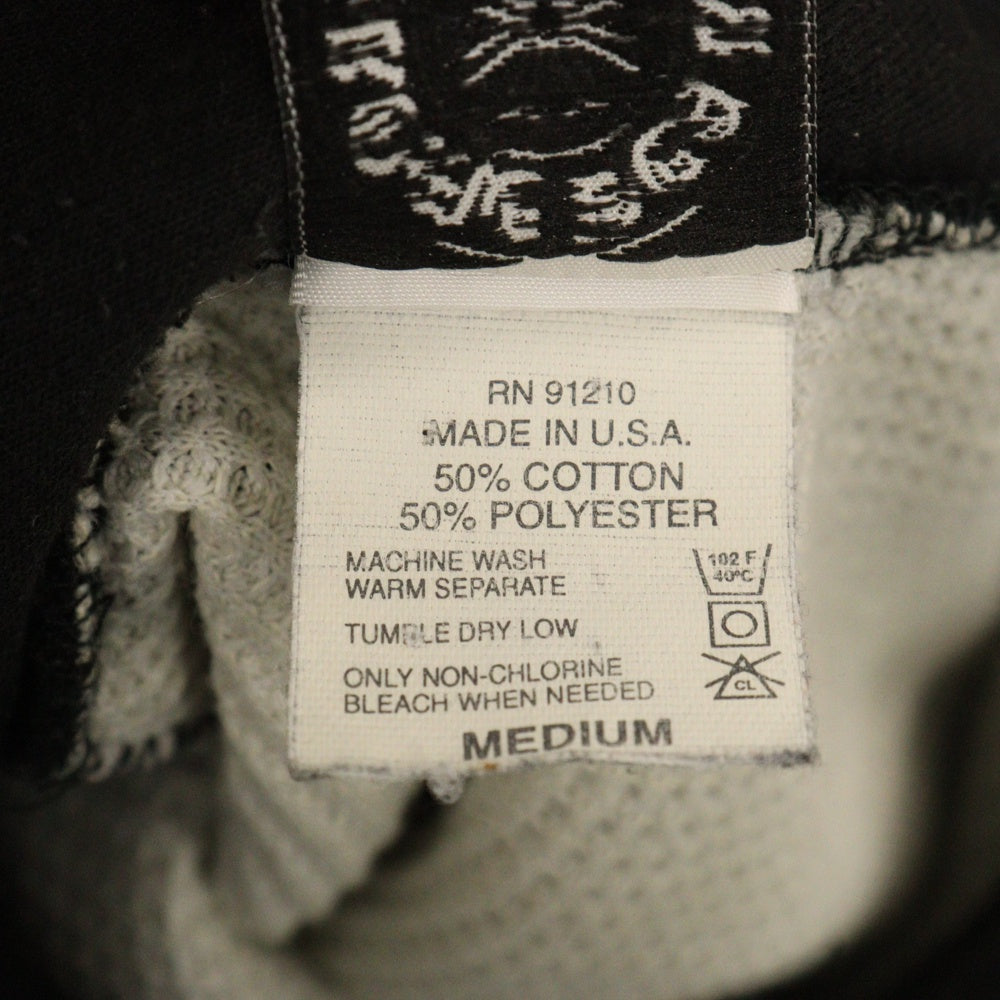 RN 91210
MADE IN U.S.A.
50% COTTON
50% POLYESTER
MACHINE WASH
WARM SEPARATE
102 F
40°C
TUMBLE DRY LOW
ONLY NON-CHLORINE
BLEACH WHEN NEEDED
CL
MEDIUM